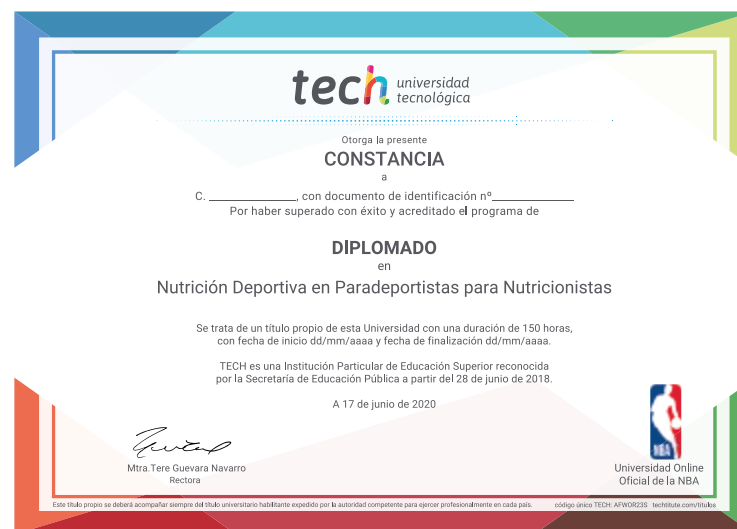 tech universidad
tecnológica
Otorga la presente
CONSTANCIA
a
C. ______________, con documento de identificación nº_____________
Por haber superado con éxito y acreditado el programa de
DIPLOMADO
en
Nutrición Deportiva en Paradeportistas para Nutricionistas
Se trata de un título propio de esta Universidad con una duración de 150 horas,
con fecha de inicio dd/mm/aaaa y fecha de finalización dd/mm/aaaa.
TECH es una Institución Particular de Educación Superior reconocida
por la Secretaría de Educación Pública a partir del 28 de junio de 2018.
A 17 de junio de 2020
Mtra.Tere Guevara Navarro
Rectora
NBA
Universidad Online
Oficial de la NBA
Este título propio se deberá acompañar siempre del título universitario habilitante expedido por la autoridad competente para ejercer profesionalmente en cada país.
código único TECH: AFWOR23S techtitute.com/titulos